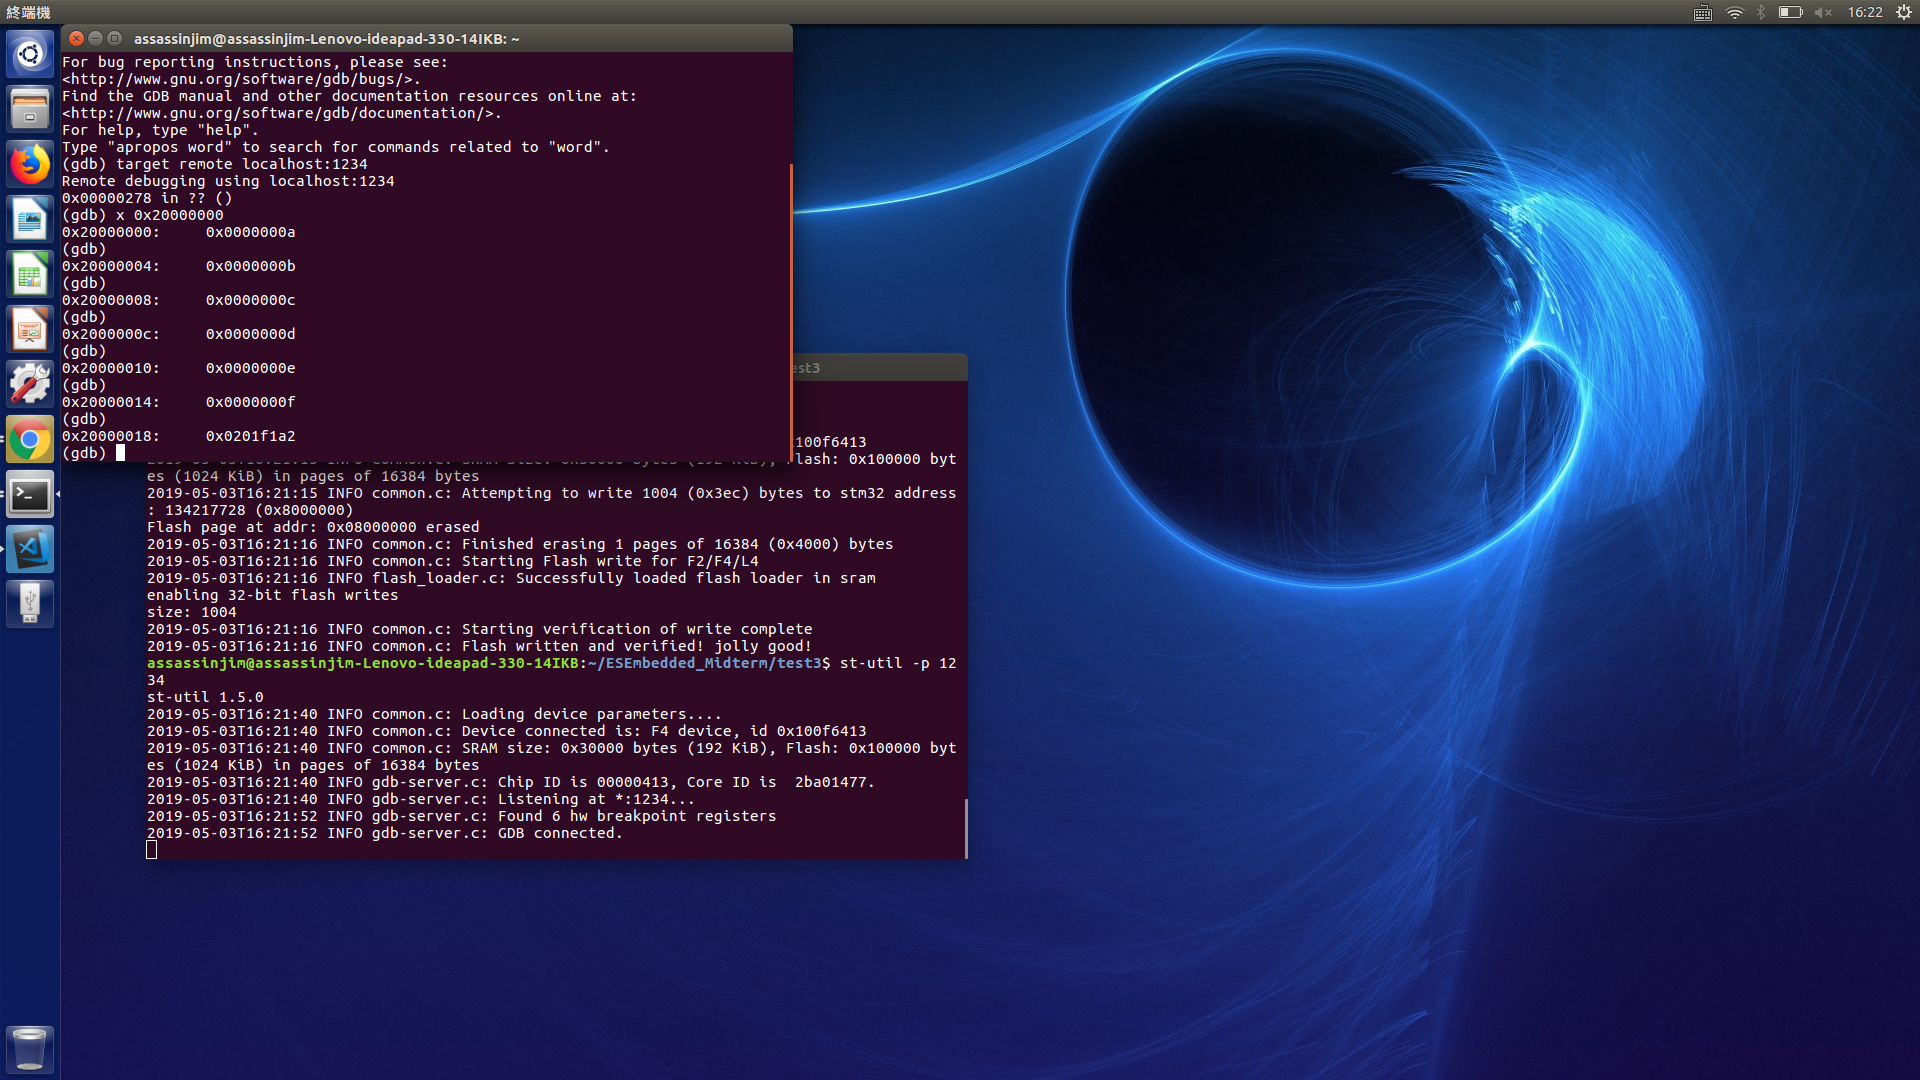 終端機
16:22
assassinjim@assassinjim-Lenovo-ideapad-330-14IKB: ~
For bug reporting instructions, please see:
<http://www.gnu.org/software/gdb/bugs/>.
Find the GDB manual and other documentation resources online at:
<http://www.gnu.org/software/gdb/documentation/>.
For help, type "help".
Type "apropos word" to search for commands related to "word".
(gdb) target remote localhost:1234
Remote debugging using localhost:1234
0x00000278 in ?? ()
(gdb) x 0x20000000
0x20000000:     0x0000000a
(gdb)
0x20000004:     0x0000000b
(gdb)
0x20000008:     0x0000000c
(gdb)
0x2000000c:     0x0000000d
(gdb)
0x20000010:     0x0000000e
(gdb)
0x20000014:     0x0000000f
(gdb)
0x20000018:     0x0201f1a2
(gdb)
est3
100f6413
lash: 0x100000 byt
es (1024 KiB) in pages of 16384 bytes
2019-05-03T16:21:15 INFO common.c: Attempting to write 1004 (0x3ec) bytes to stm32 address
: 134217728 (0x8000000)
Flash page at addr: 0x08000000 erased
2019-05-03T16:21:16 INFO common.c: Finished erasing 1 pages of 16384 (0x4000) bytes
2019-05-03T16:21:16 INFO common.c: Starting Flash write for F2/F4/L4
2019-05-03T16:21:16 INFO flash_loader.c: Successfully loaded flash loader in sram
enabling 32-bit flash writes
size: 1004
2019-05-03T16:21:16 INFO common.c: Starting verification of write complete
2019-05-03T16:21:16 INFO common.c: Flash written and verified! jolly good!
assassinjim@assassinjim-Lenovo-ideapad-330-14IKB:~/ESEmbedded_Midterm/test3$ st-util -p 12
34
st-util 1.5.0
2019-05-03T16:21:40 INFO common.c: Loading device parameters....
2019-05-03T16:21:40 INFO common.c: Device connected is: F4 device, id 0x100f6413
2019-05-03T16:21:40 INFO common.c: SRAM size: 0x30000 bytes (192 KiB), Flash: 0x100000 byt
es (1024 KiB) in pages of 16384 bytes
2019-05-03T16:21:40 INFO gdb-server.c: Chip ID is 00000413, Core ID is  2ba01477.
2019-05-03T16:21:40 INFO gdb-server.c: Listening at *:1234...
2019-05-03T16:21:52 INFO gdb-server.c: Found 6 hw breakpoint registers
2019-05-03T16:21:52 INFO gdb-server.c: GDB connected.